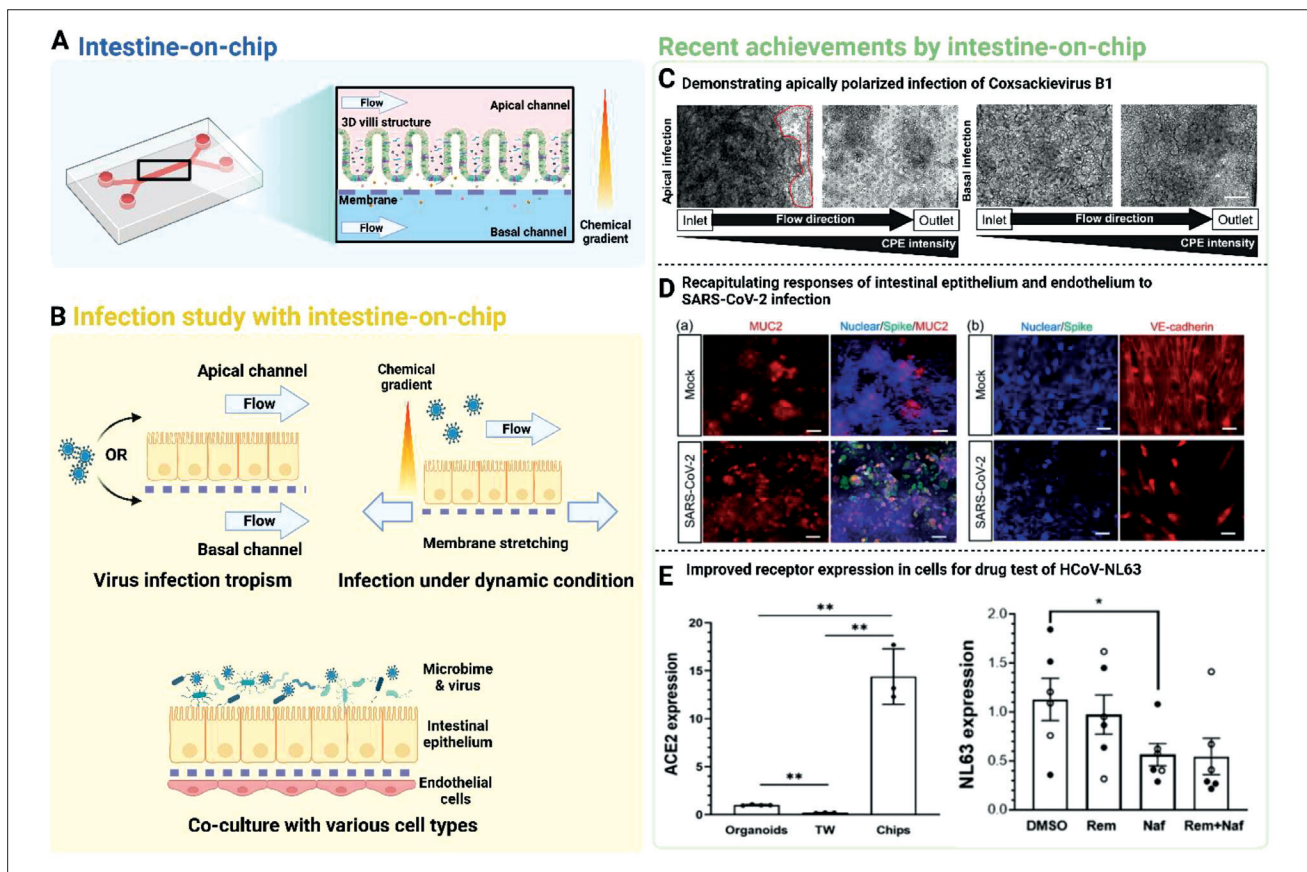 A Intestine-on-chip
Flow
Apical channel
3D villi structure
Membrane
Flow
Basal channel
Chemical
gradient
B Infection study with intestine-on-chip
Apical channel
Flow
OR
Flow
Basal channel
Virus infection tropism
Chemical
gradient
Flow
Membrane stretching
Infection under dynamic condition
Microbime
& virus
Intestinal
epithelium
Endothelial
cells
Co-culture with various cell types
Recent achievements by intestine-on-chip
C Demonstrating apically polarized infection of Coxsackievirus B1
Apical infection
Inlet
Flow direction
Outlet
CPE intensity
Basal infection
Inlet
Flow direction
Outlet
CPE intensity
D Recapitulating responses of intestinal eptithelium and endothelium to
SARS-CoV-2 infection
(a)
MUC2
Nuclear/Spike/MUC2
Mock
SARS-CoV-2
(b)
Nuclear/Spike
VE-cadherin
Mock
SARS-CoV-2
E Improved receptor expression in cells for drug test of HCoV-NL63
ACE2 expression
20
15
10
5
0
**
**
**
Organoids
TW
Chips
NL63 expression
2.0
1.5
1.0
0.5
0.0
*
DMSO
Rem
Naf
Rem+Naf